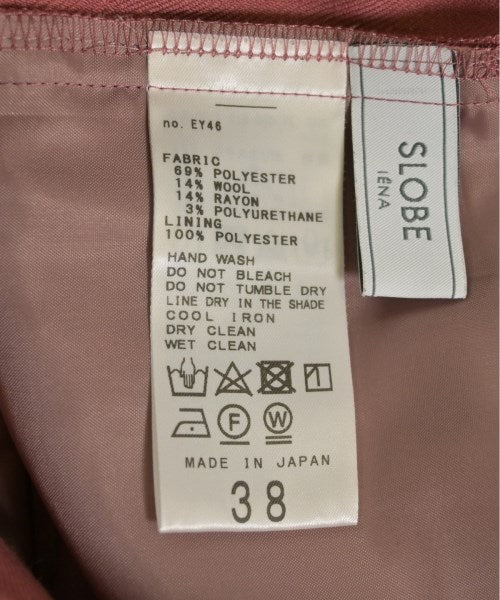 no. EY46
FABRIC
69% POLYESTER
14% WOOL
14% RAYON
3% POLYURETHANE
LINING
100% POLYESTER
HAND WASH
DO NOT BLEACH
DO NOT TUMBLE DRY
LINE DRY IN THE SHADE
COOL IRON
DRY CLEAN
WET CLEAN
F
W
MADE IN JAPAN
38
SLOBE
IÉNA